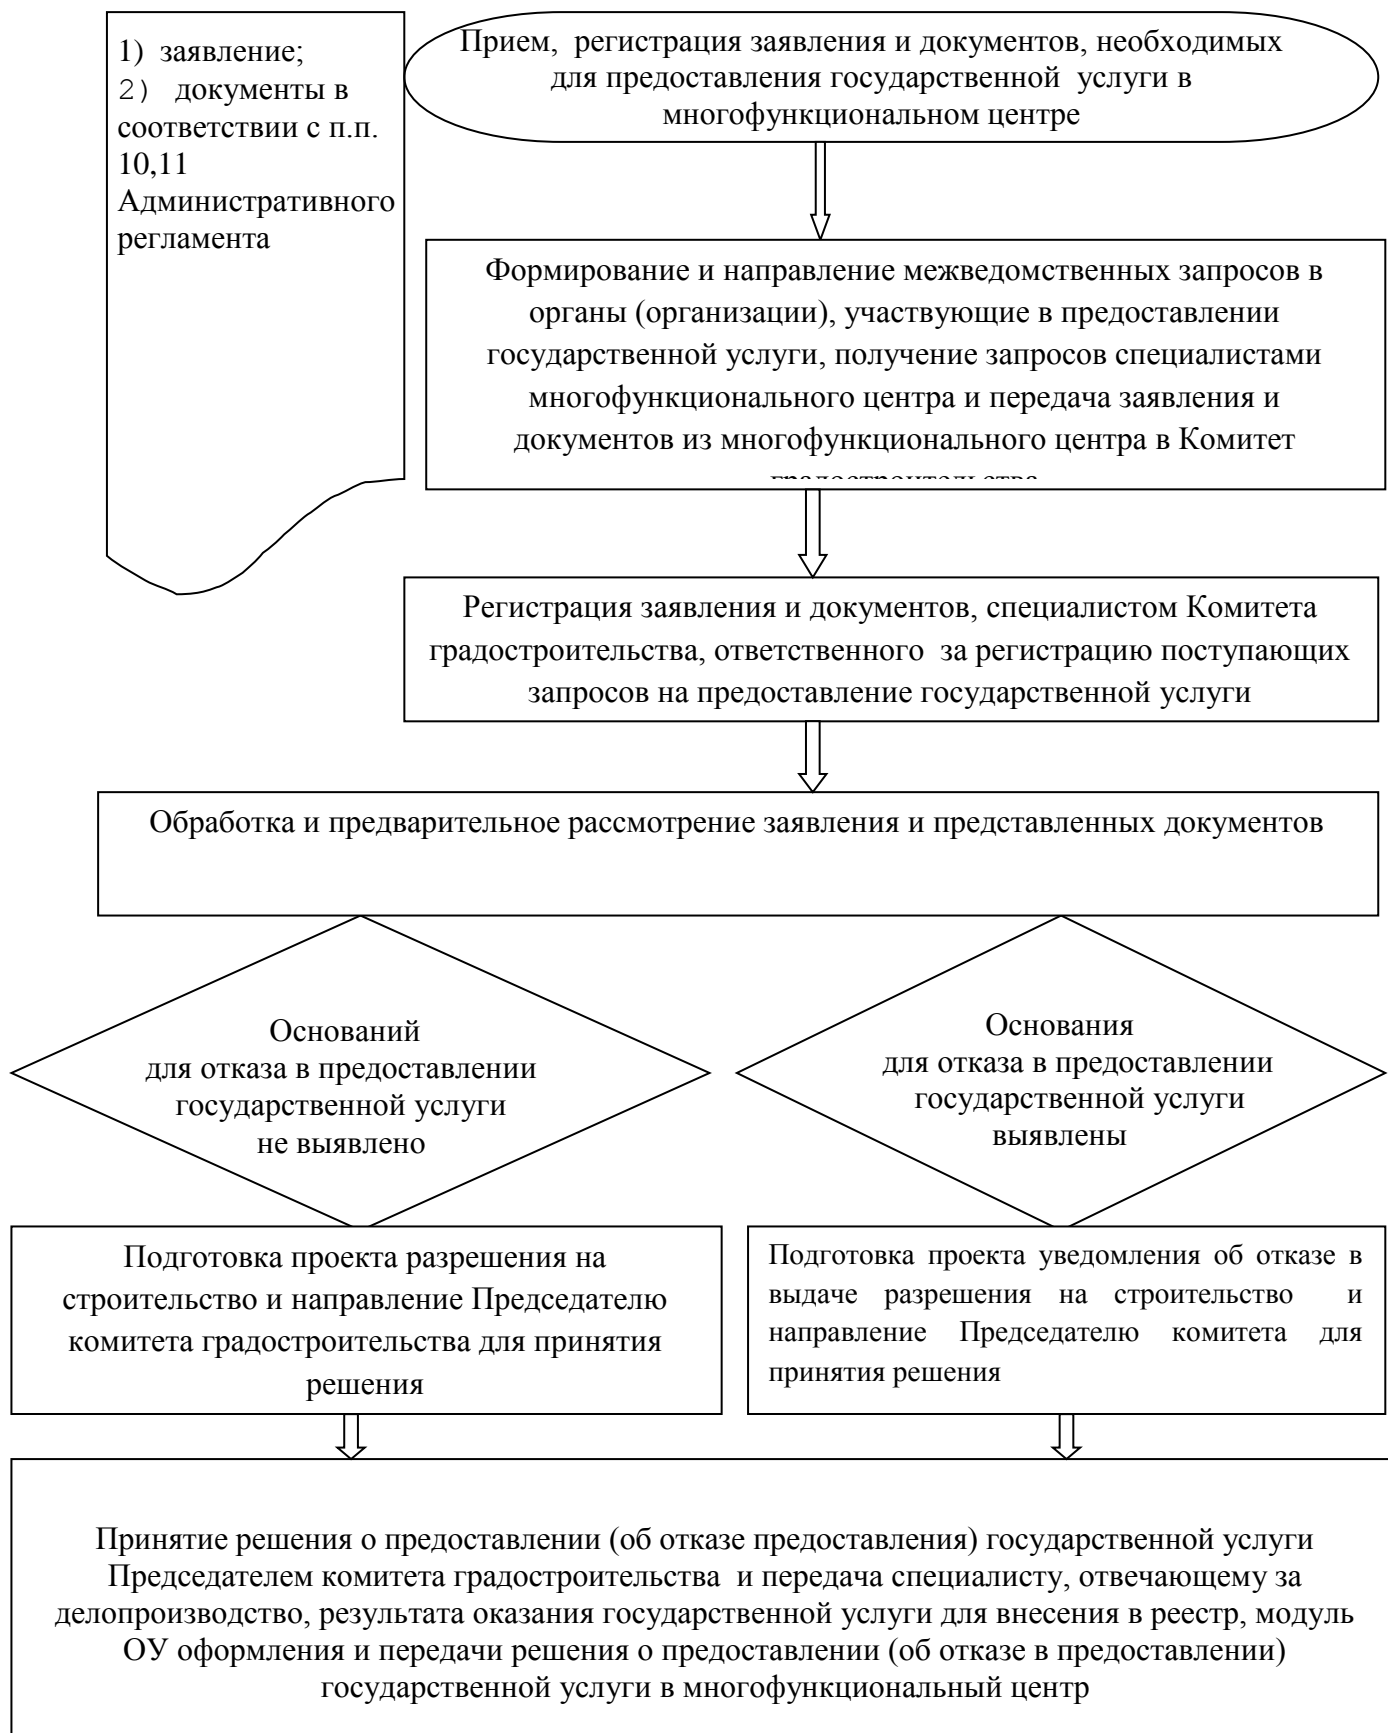 1) заявление;
2) документы в
соответствии с п.п.
10,11
Административного
регламента
Прием, регистрация заявления и документов, необходимых
для предоставления государственной услуги в
многофункциональном центре
Формирование и направление межведомственных запросов в
органы (организации), участвующие в предоставлении
государственной услуги, получение запросов специалистами
многофункционального центра и передача заявления и
документов из многофункционального центра в Комитет
градостроительства
Регистрация заявления и документов, специалистом Комитета
градостроительства, ответственного за регистрацию поступающих
запросов на предоставление государственной услуги
Обработка и предварительное рассмотрение заявления и представленных документов
Оснований
для отказа в предоставлении
государственной услуги
не выявлено
Основания
для отказа в предоставлении
государственной услуги
выявлены
Подготовка проекта разрешения на
строительство и направление Председателю
комитета градостроительства для принятия
решения
Подготовка проекта уведомления об отказе в
выдаче разрешения на строительство и
направление Председателю комитета для
принятия решения
Принятие решения о предоставлении (об отказе предоставления) государственной услуги
Председателем комитета градостроительства и передача специалисту, отвечающему за
делопроизводство, результата оказания государственной услуги для внесения в реестр, модуль
ОУ оформления и передачи решения о предоставлении (об отказе в предоставлении)
государственной услуги в многофункциональный центр